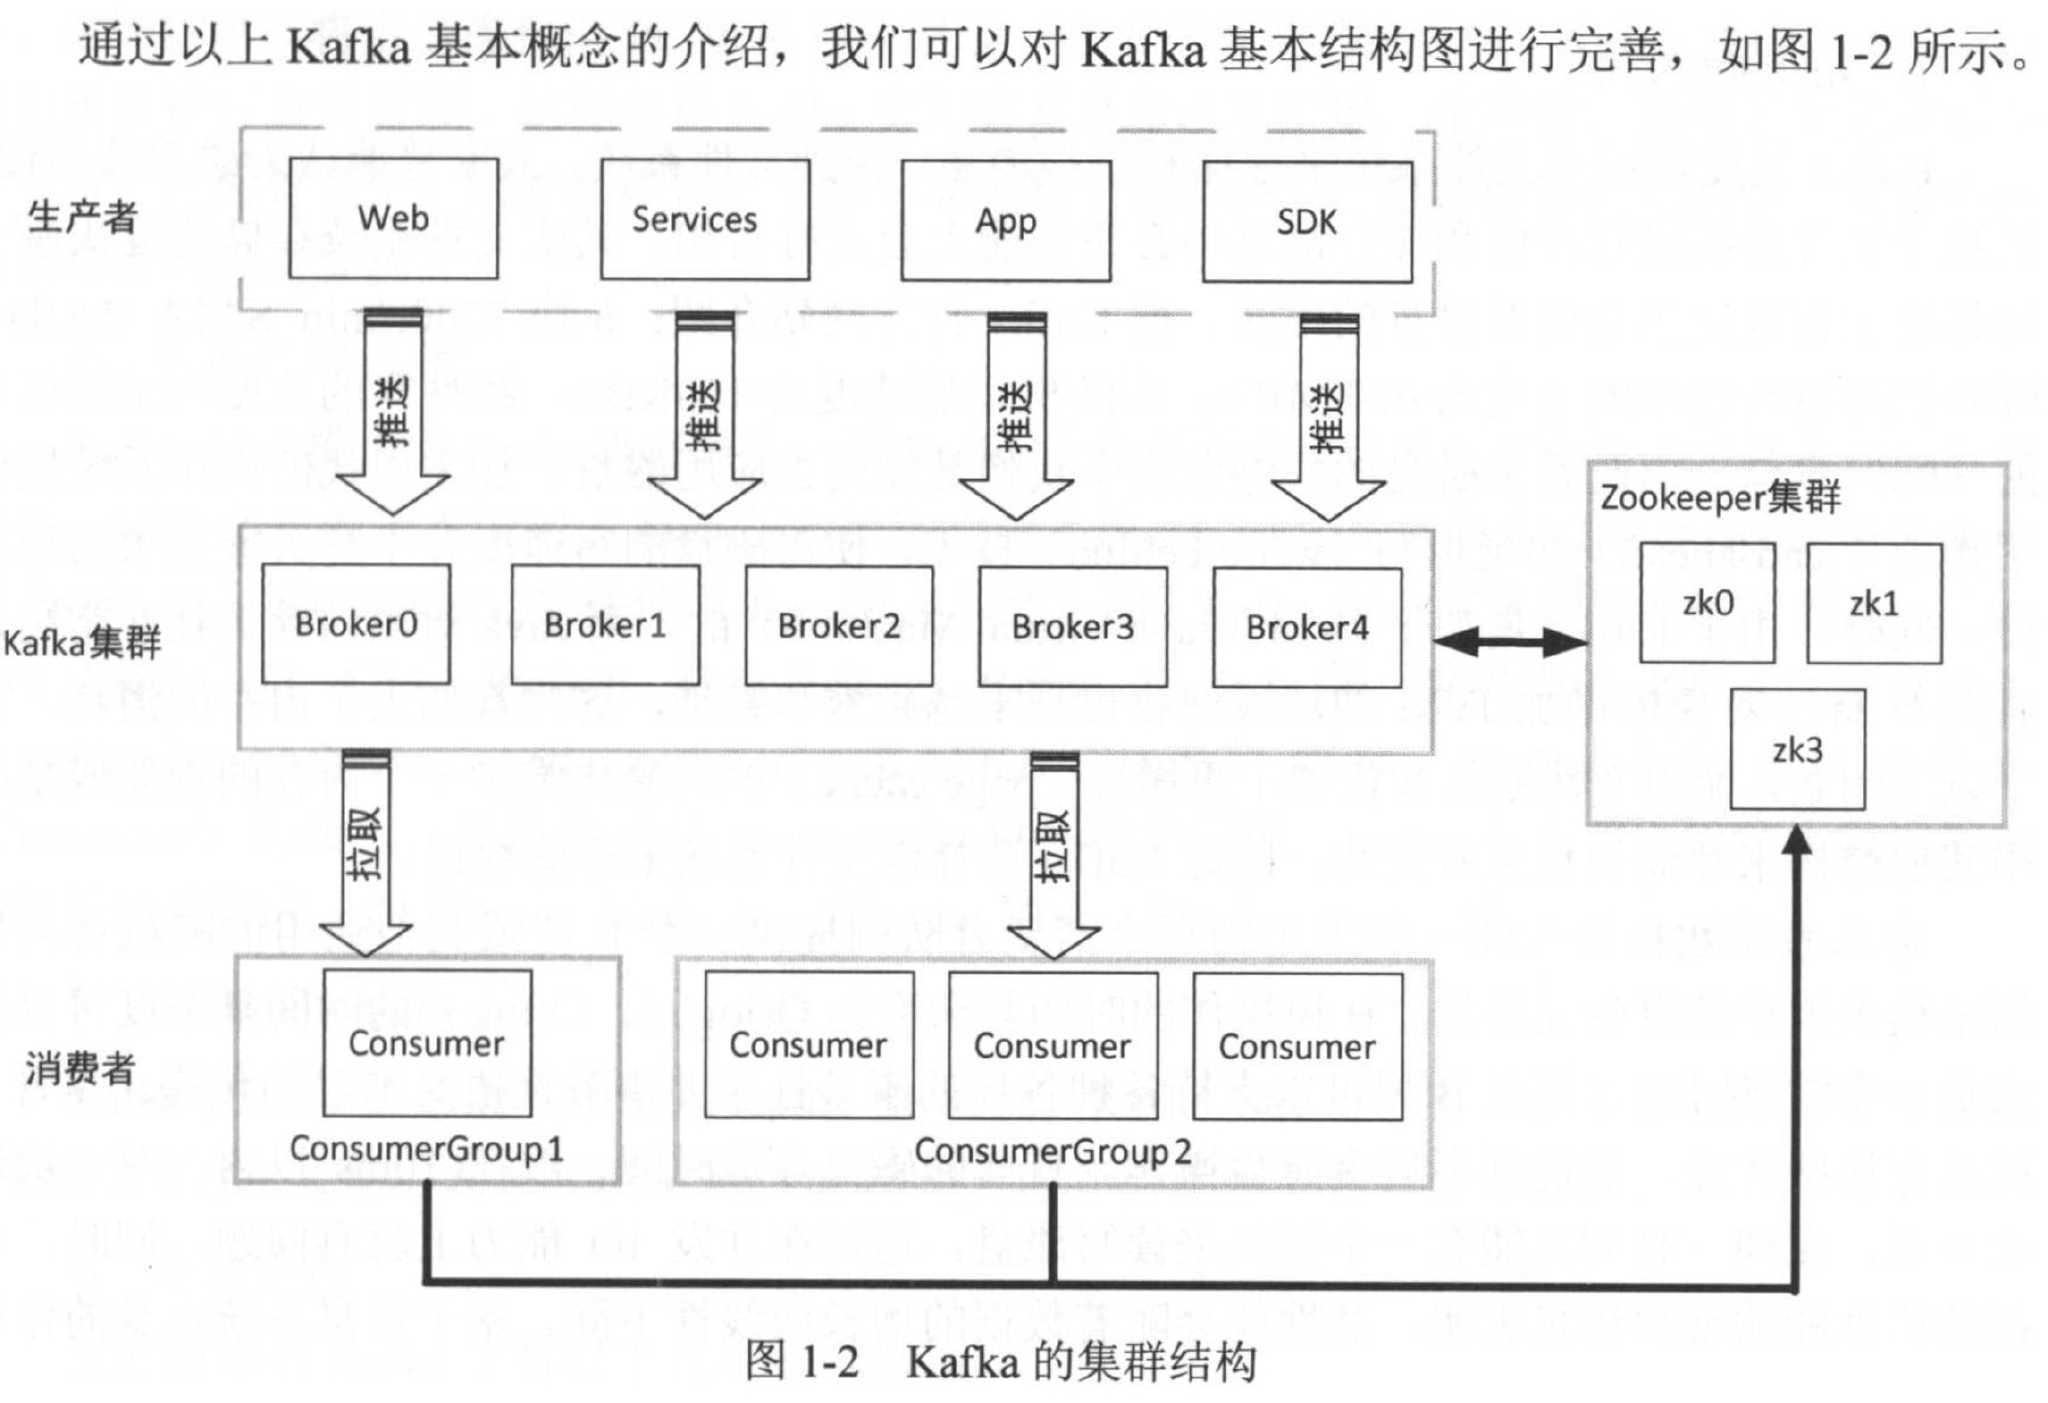 通过以上 Kafka 基本概念的介绍，我们可以对 Kafka 基本结构图进行完善，如图 1-2 所示。
生产者
Web
Services
App
SDK
推送
推送
推送
推送
Zookeeper集群
zk0
zk1
zk3
Kafka集群
Broker0
Broker1
Broker2
Broker3
Broker4
拉取
拉取
消费者
Consumer
ConsumerGroup1
Consumer
Consumer
Consumer
ConsumerGroup2
图 1-2 Kafka 的集群结构